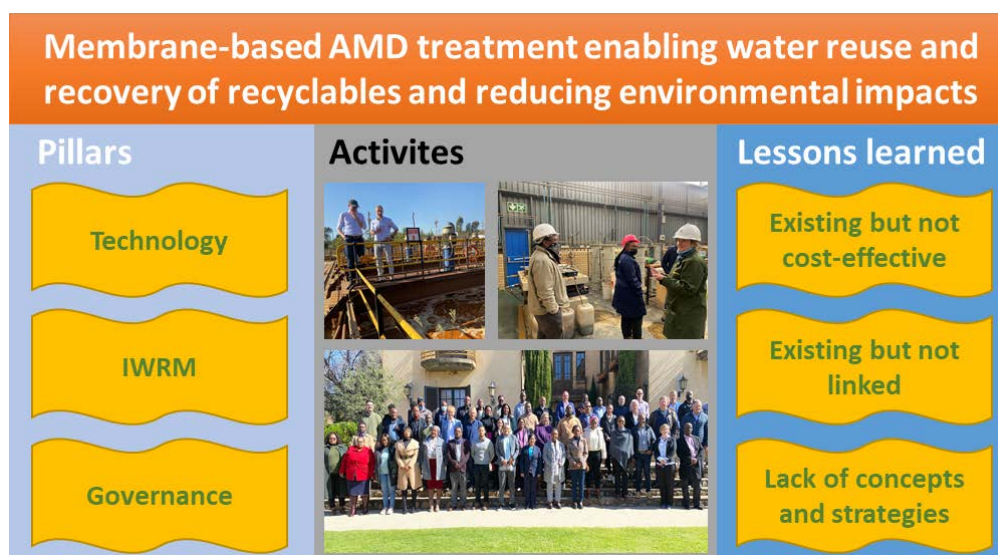 Membrane-based AMD treatment enabling water reuse and
recovery of recyclables and reducing environmental impacts
Pillars
Technology
IWRM
Governance
Activites
Lessons learned
Existing but not
cost-effective
Existing but not
linked
Lack of concepts
and strategies